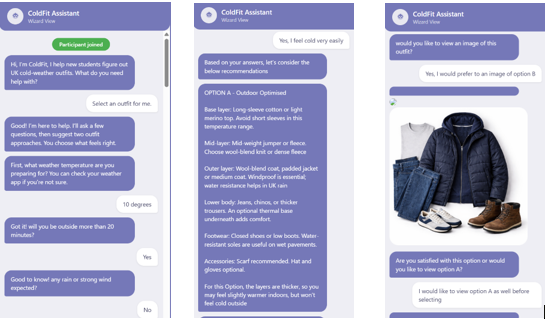 ColdFit Assistant
Wizard View
Participant joined
Hi, I'm ColdFit, I help new students figure out
UK cold-weather outfits. What do you need
help with?
Select an outfit for me.
Good! I'm here to help. I'll ask a few
questions, then suggest two outfit
approaches. You choose what feels right.
First, what weather temperature are you
preparing for? You can check your weather
app if you're not sure.
10 degrees
Got it! will you be outside more than 20
minutes?
Yes
Good to know! any rain or strong wind
expected?
No
ColdFit Assistant
Wizard View
Yes, I feel cold very easily
Based on your answers, let's consider the
below recommendations
OPTION A - Outdoor Optimised
Base layer: Long-sleeve cotton or light
merino top. Avoid short sleeves in this
temperature range.
Mid-layer: Mid-weight jumper or fleece.
Choose wool-blend knit or dense fleece
Outer layer: Wool-blend coat, padded jacket
or medium coat. Windproof is essential;
water resistance helps in UK rain
Lower body: Jeans, chinos, or thicker
trousers. An optional thermal base
underneath adds comfort.
Footwear: Closed shoes or low boots. Water-
resistant soles are useful on wet pavements.
Accessories: Scarf recommended. Hat and
gloves optional.
For this Option, the layers are thicker, so you
may feel slightly warmer indoors, but won't
feel cold outside
ColdFit Assistant
Wizard View
would you like to view an image of this
outfit?
Yes, I would prefer to an image of option B
Are you satisfied with this option or would
you like to view option A?
I would like to view option A as well before
selecting